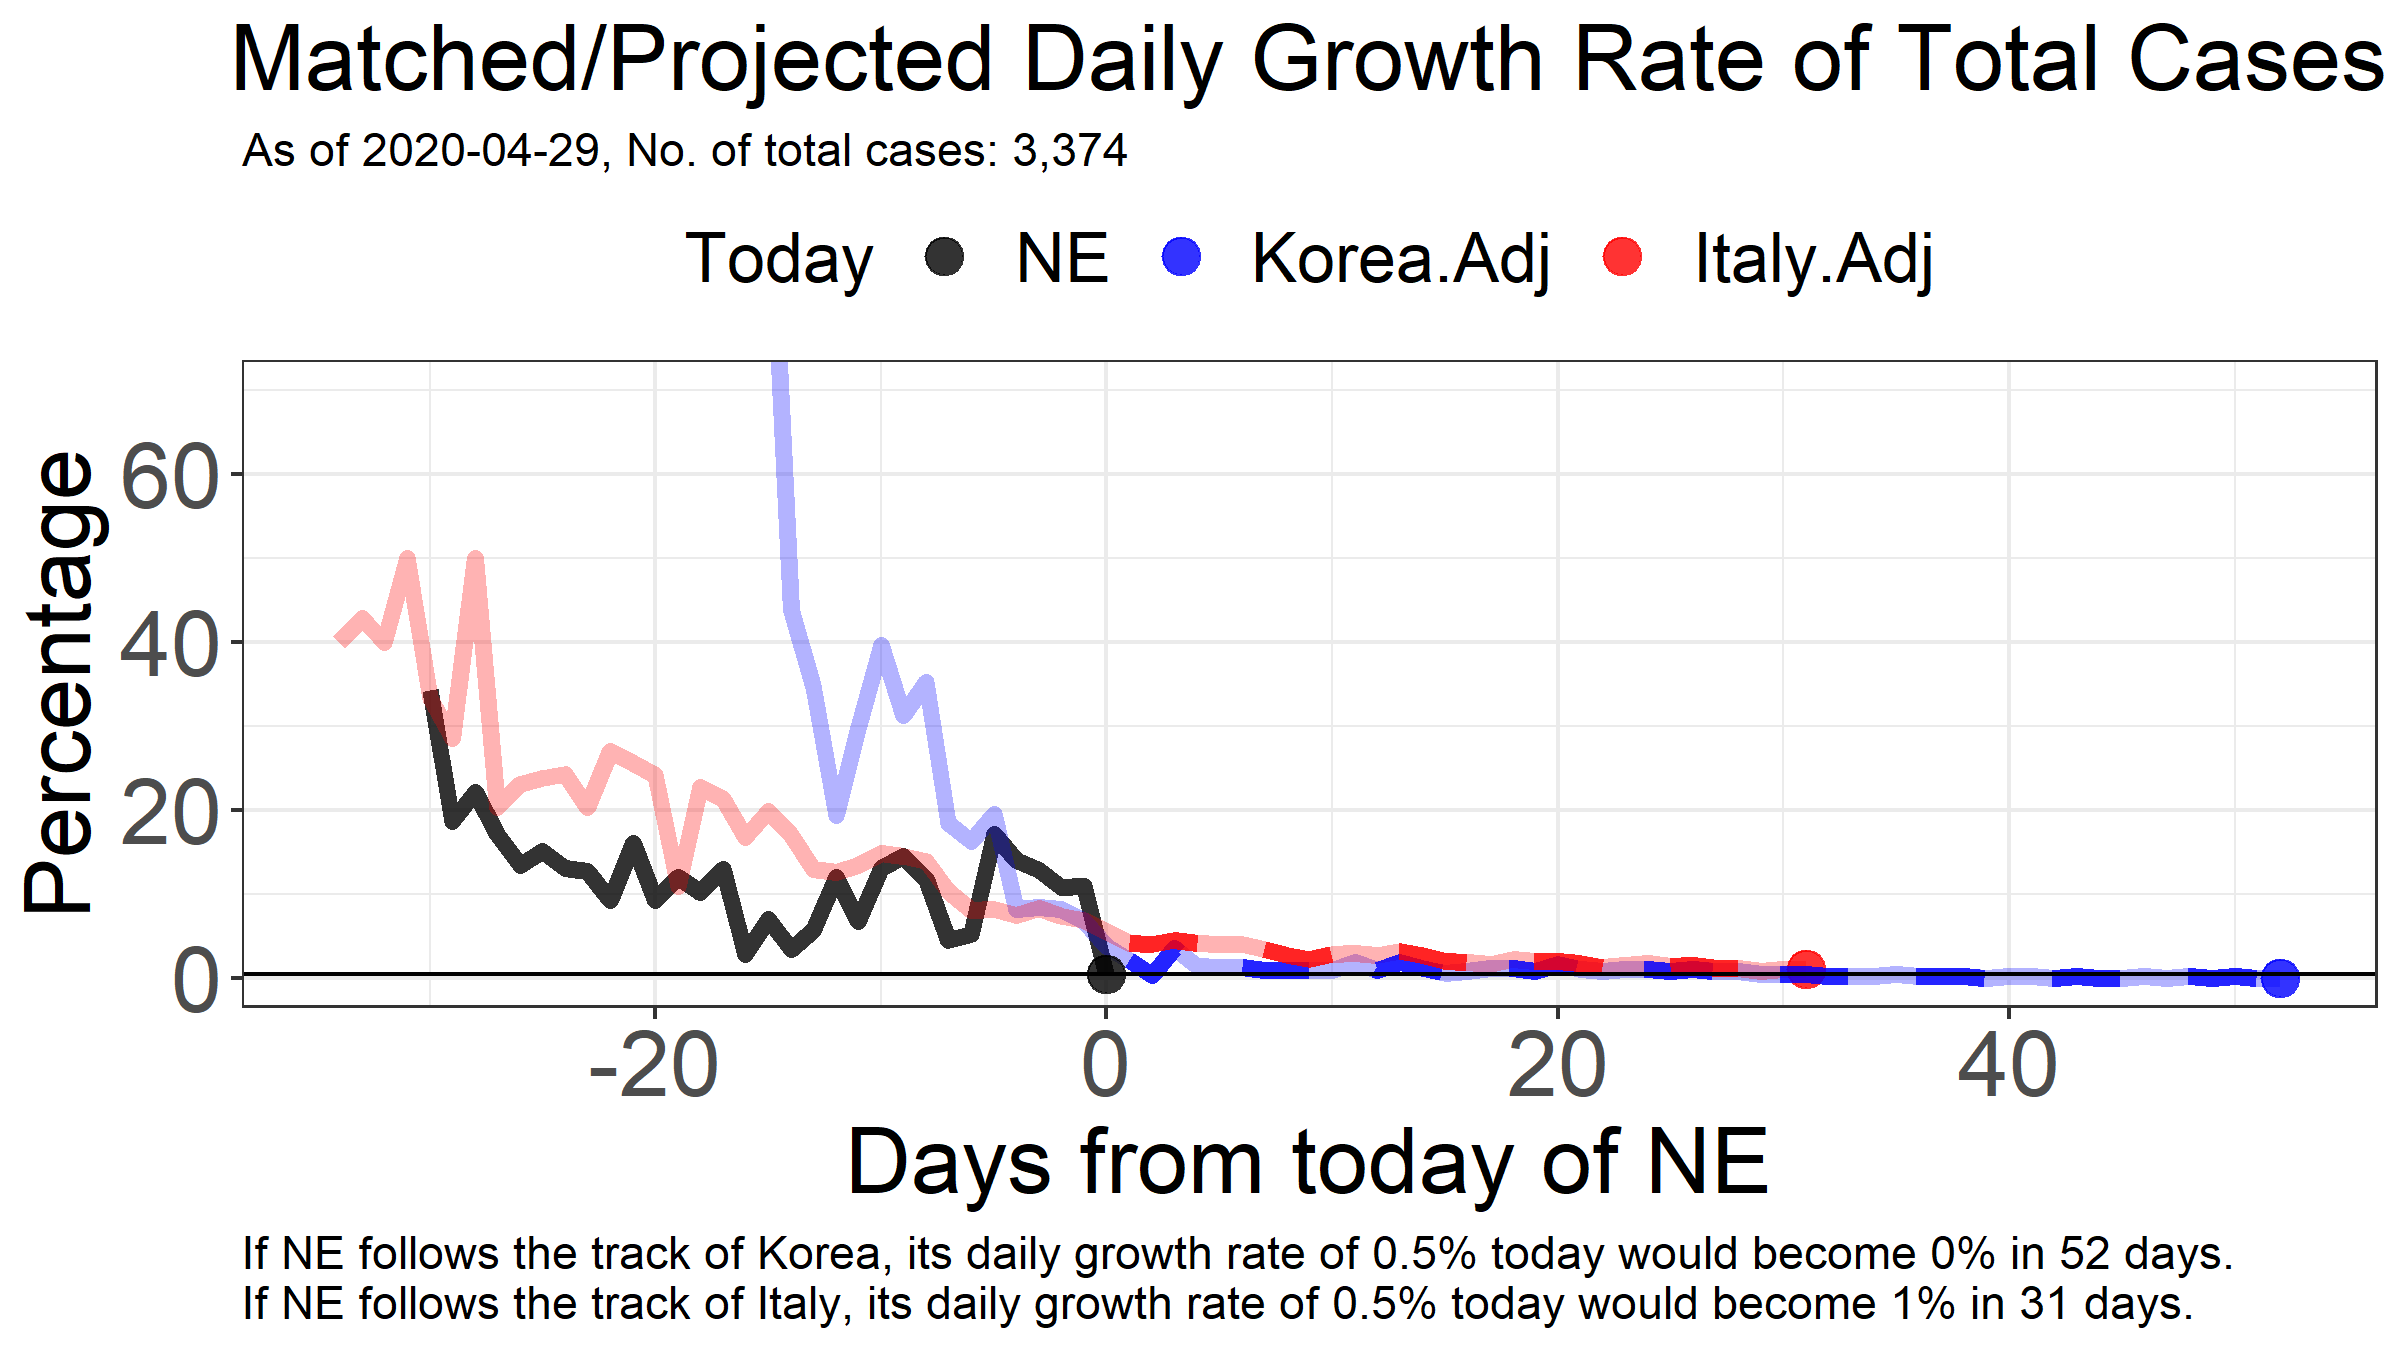 Matched/Projected Daily Growth Rate of Total Cases
As of 2020-04-29, No. of total cases: 3,374
Today NE Korea.Adj Italy.Adj
Percentage
60
40
20
0
-20 0 20 40
Days from today of NE
If NE follows the track of Korea, its daily growth rate of 0.5% today would become 0% in 52 days.
If NE follows the track of Italy, its daily growth rate of 0.5% today would become 1% in 31 days.